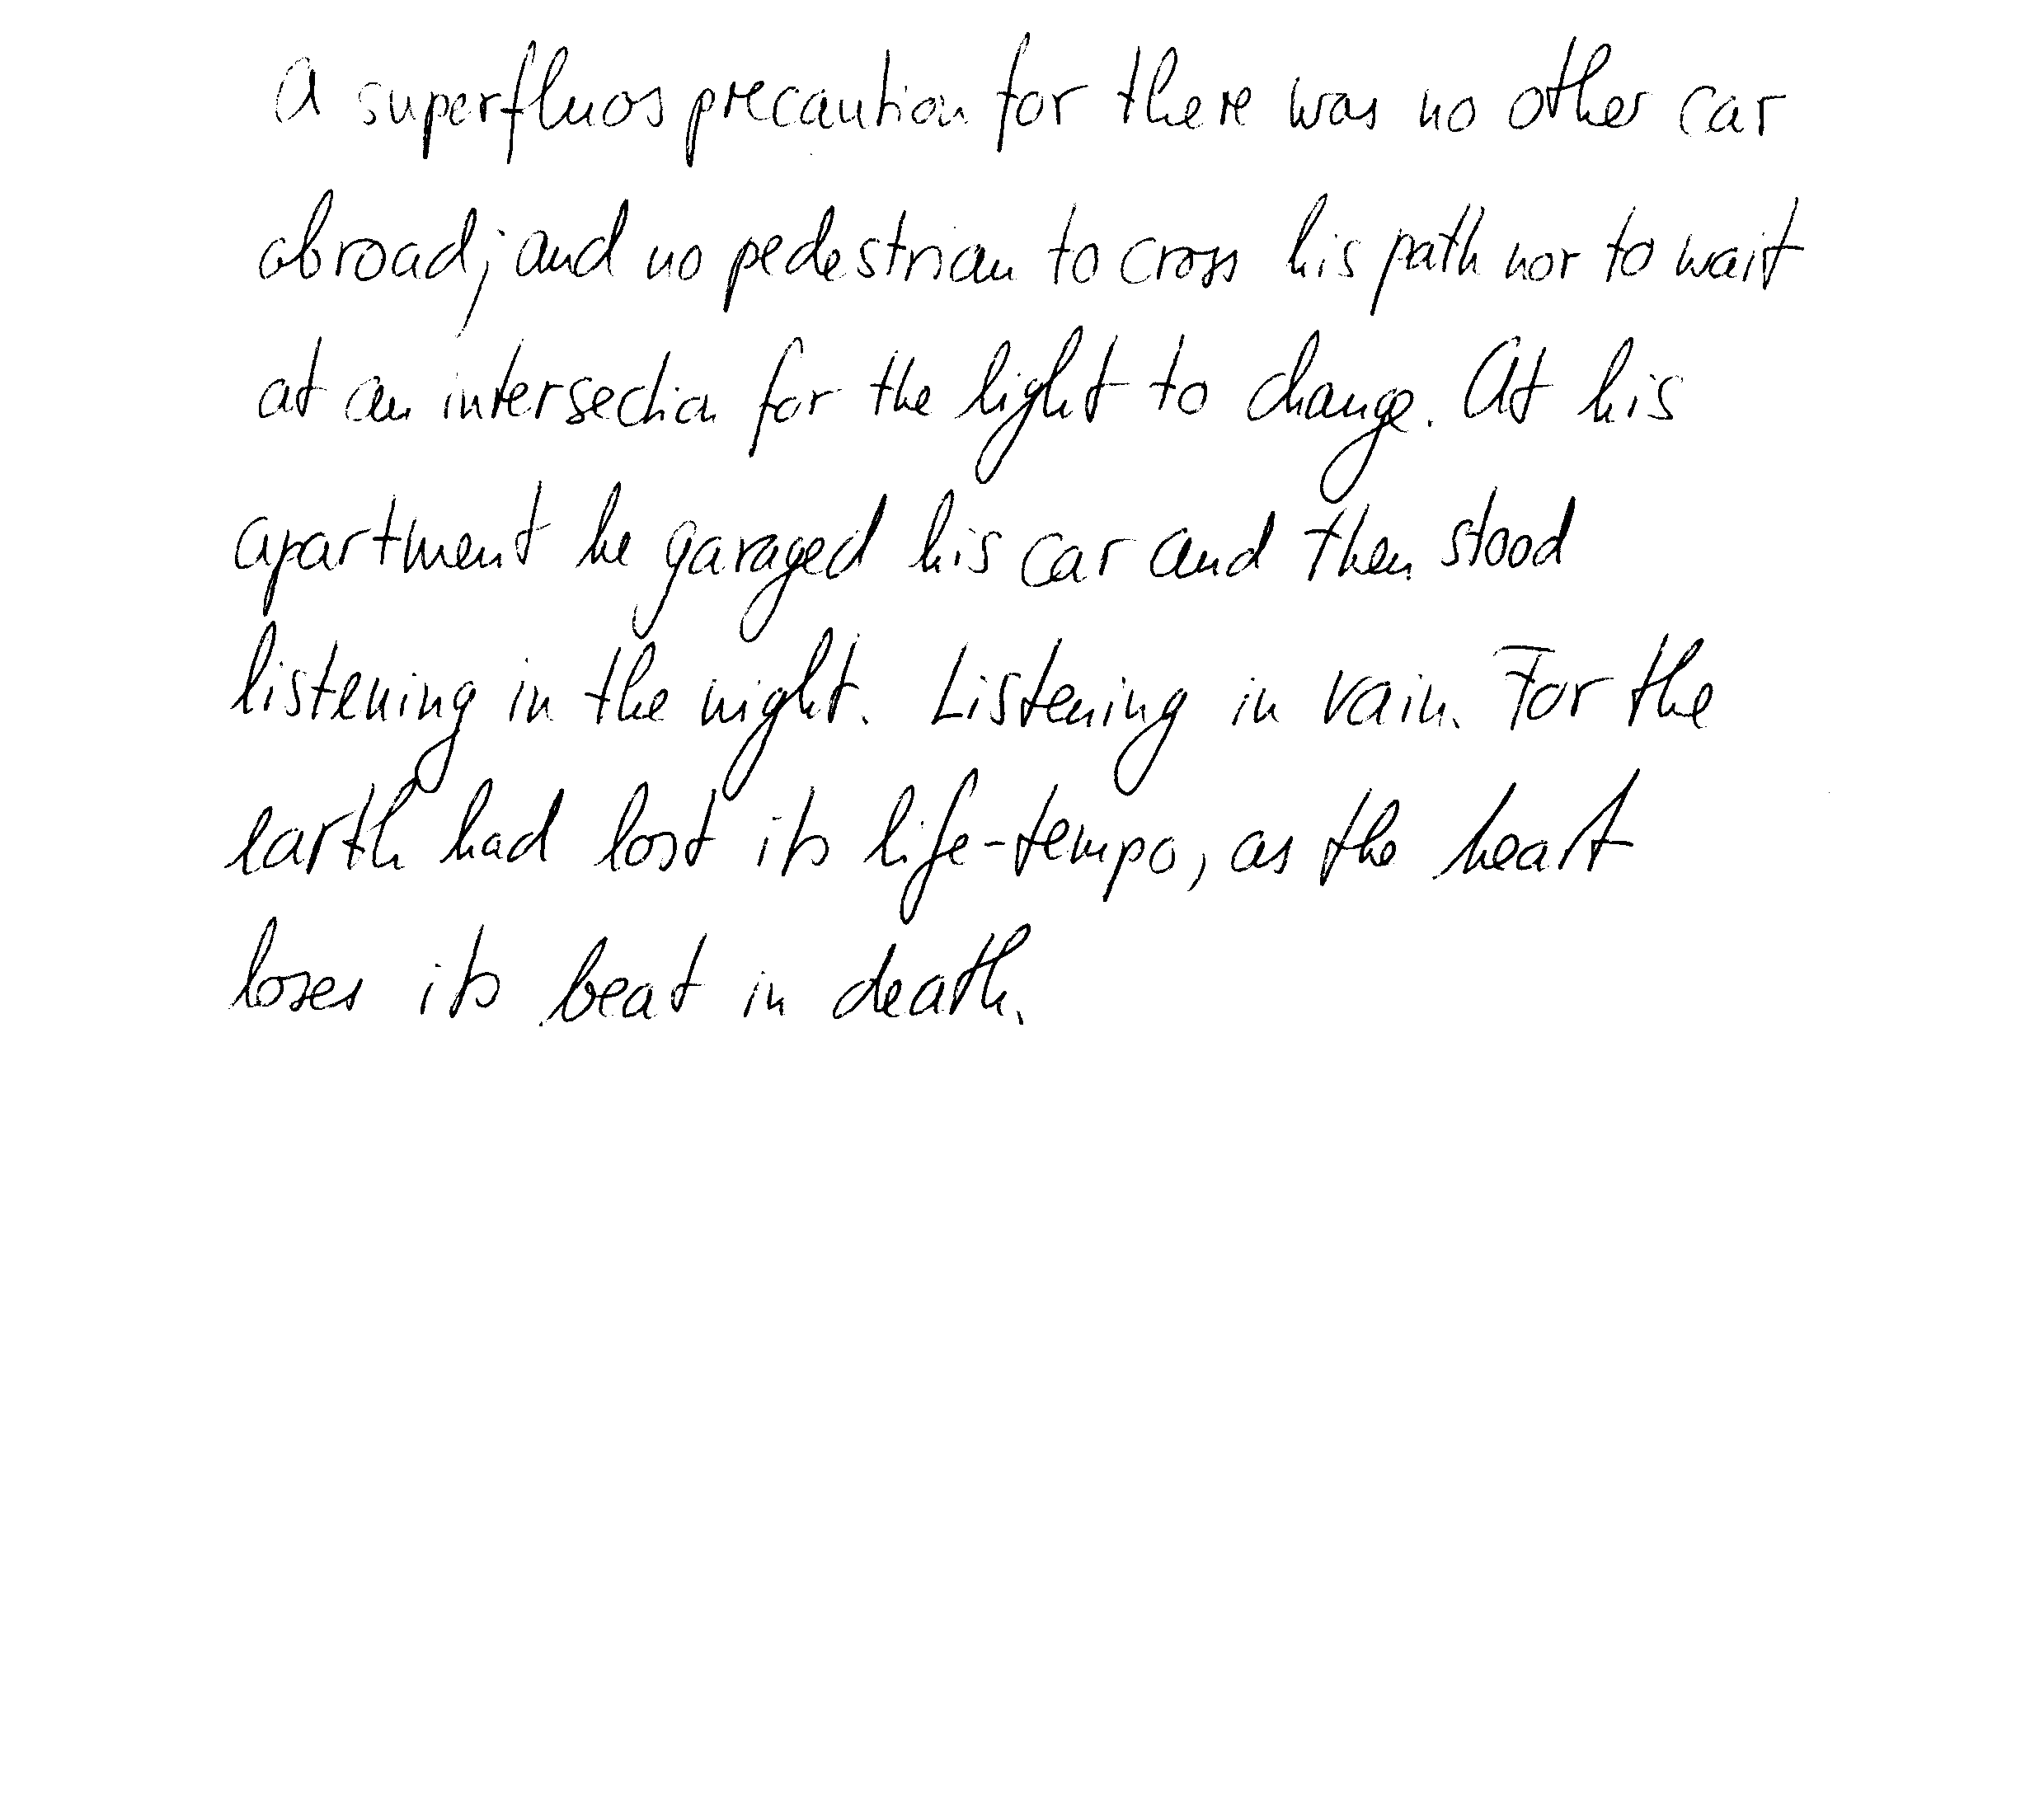 A superfluos precaution for there was no other car
abroad; and no pedestrian to cross his path nor to wait
at an intersection for the light to change. At his
apartment he garaged his car and then stood
listening in the night. Listening in vain. For the
earth had lost its life-tempo, as the heart
loses its beat in death.